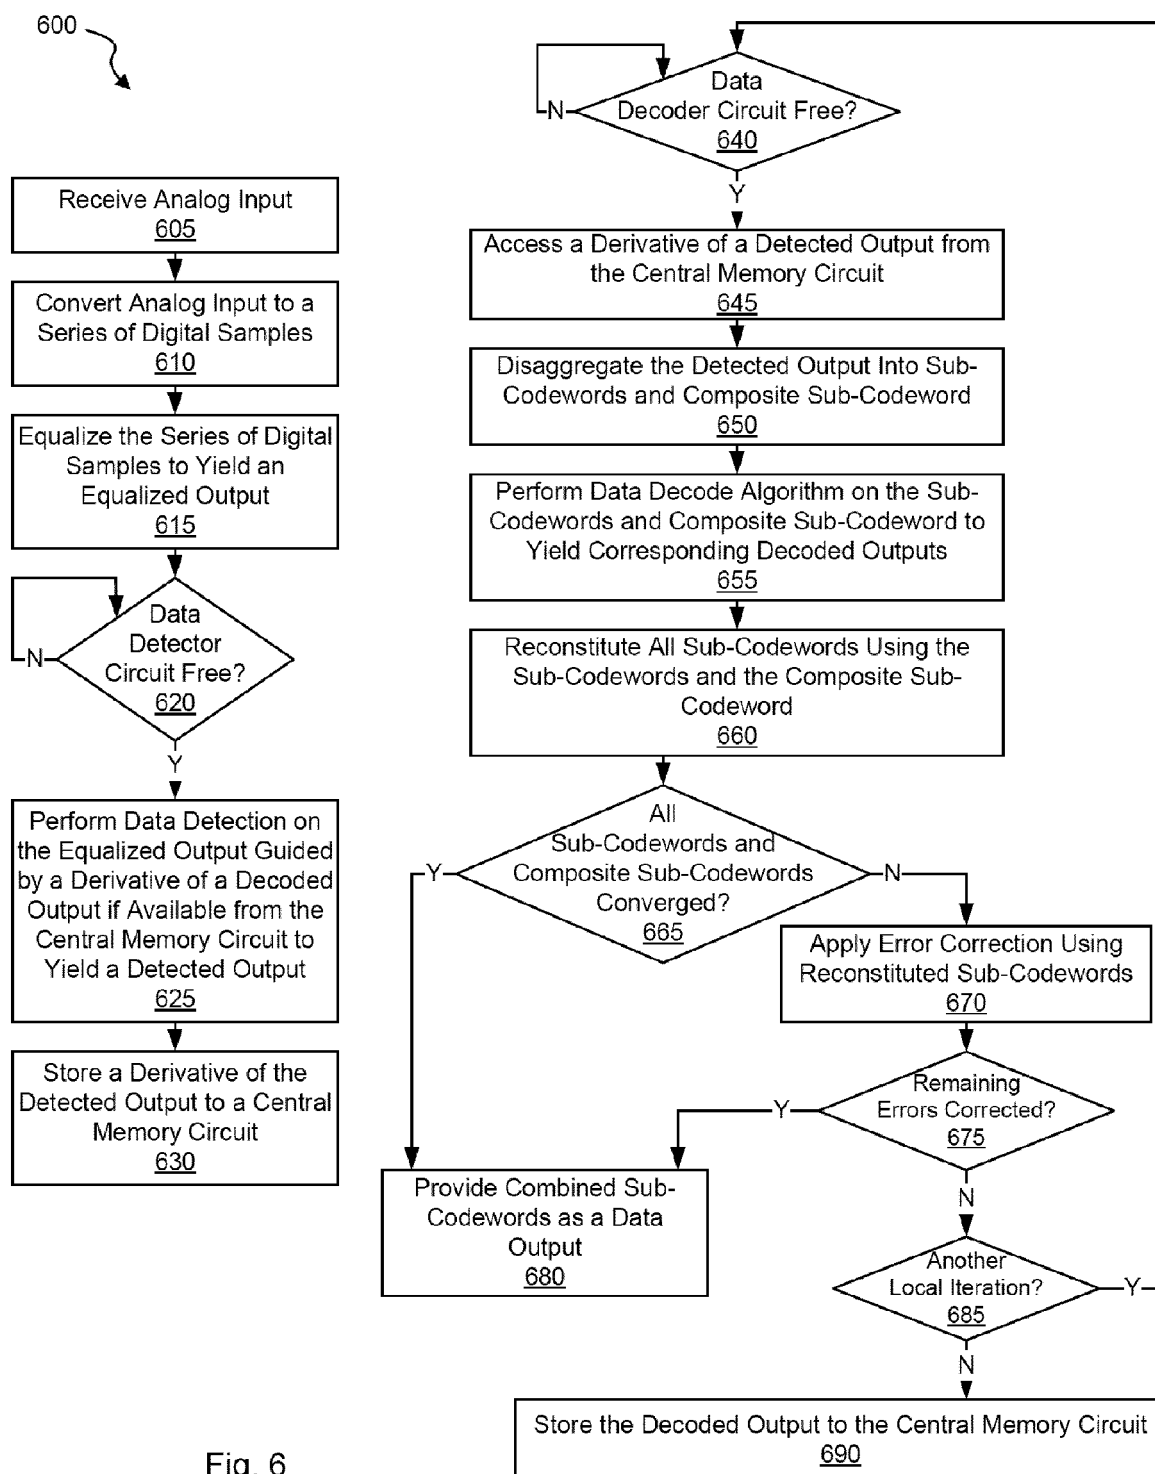 600
Receive Analog Input
605
Convert Analog Input to a
Series of Digital Samples
610
Equalize the Series of Digital
Samples to Yield an
Equalized Output
615
Data
Detector
Circuit Free?
620
N
Y
Perform Data Detection on
the Equalized Output Guided
by a Derivative of a Decoded
Output if Available from the
Central Memory Circuit to
Yield a Detected Output
625
Store a Derivative of the
Detected Output to a Central
Memory Circuit
630
Data
Decoder Circuit Free?
640
N
Y
Access a Derivative of a Detected Output from
the Central Memory Circuit
645
Disaggregate the Detected Output Into Sub-
Codewords and Composite Sub-Codeword
650
Perform Data Decode Algorithm on the Sub-
Codewords and Composite Sub-Codeword to
Yield Corresponding Decoded Outputs
655
Reconstitute All Sub-Codewords Using the
Sub-Codewords and the Composite Sub-
Codeword
660
All
Sub-Codewords and
Composite Sub-Codewords
Converged?
665
Y
N
Apply Error Correction Using
Reconstituted Sub-Codewords
670
Remaining
Errors Corrected?
675
Y
N
Provide Combined Sub-
Codewords as a Data
Output
680
Another
Local Iteration?
685
Y
N
Store the Decoded Output to the Central Memory Circuit
690
Fig. 6